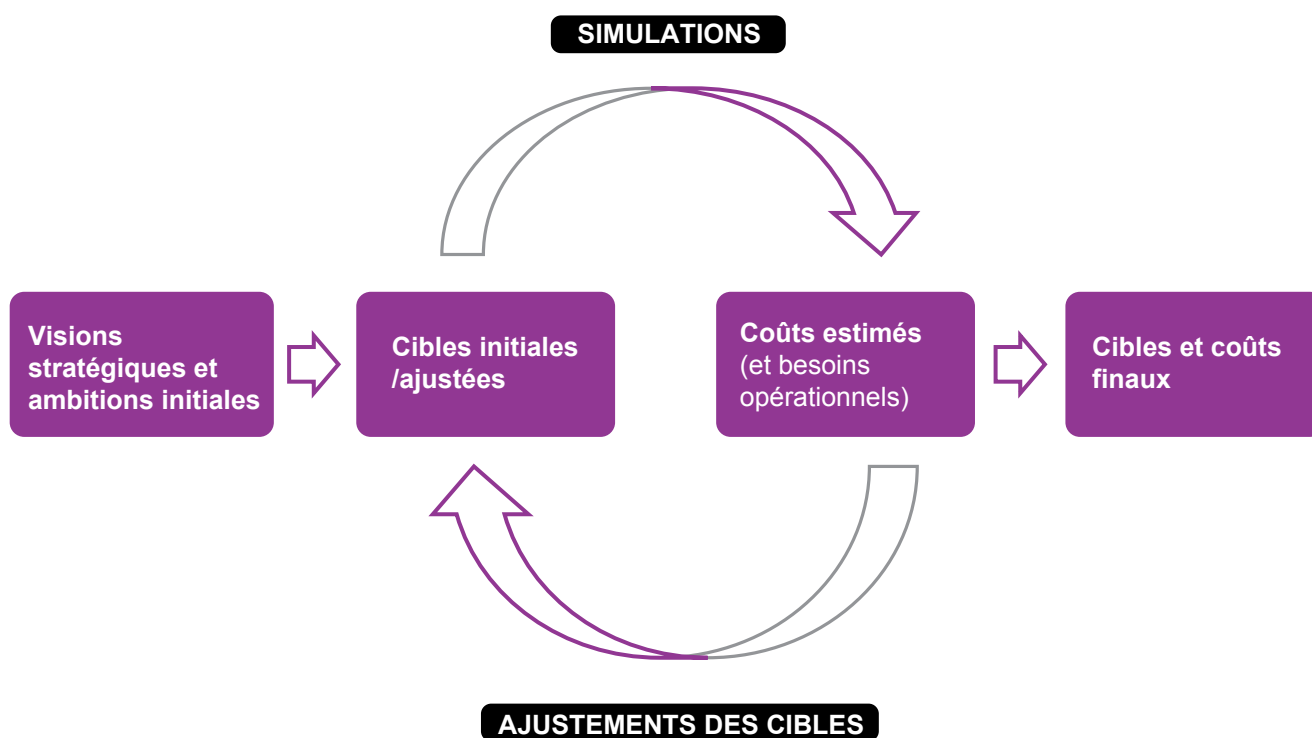 SIMULATIONS
Visions
stratégiques et
ambitions initiales
Cibles initiales
/ajustées
Coûts estimés
(et besoins
opérationnels)
Cibles et coûts
finaux
AJUSTEMENTS DES CIBLES